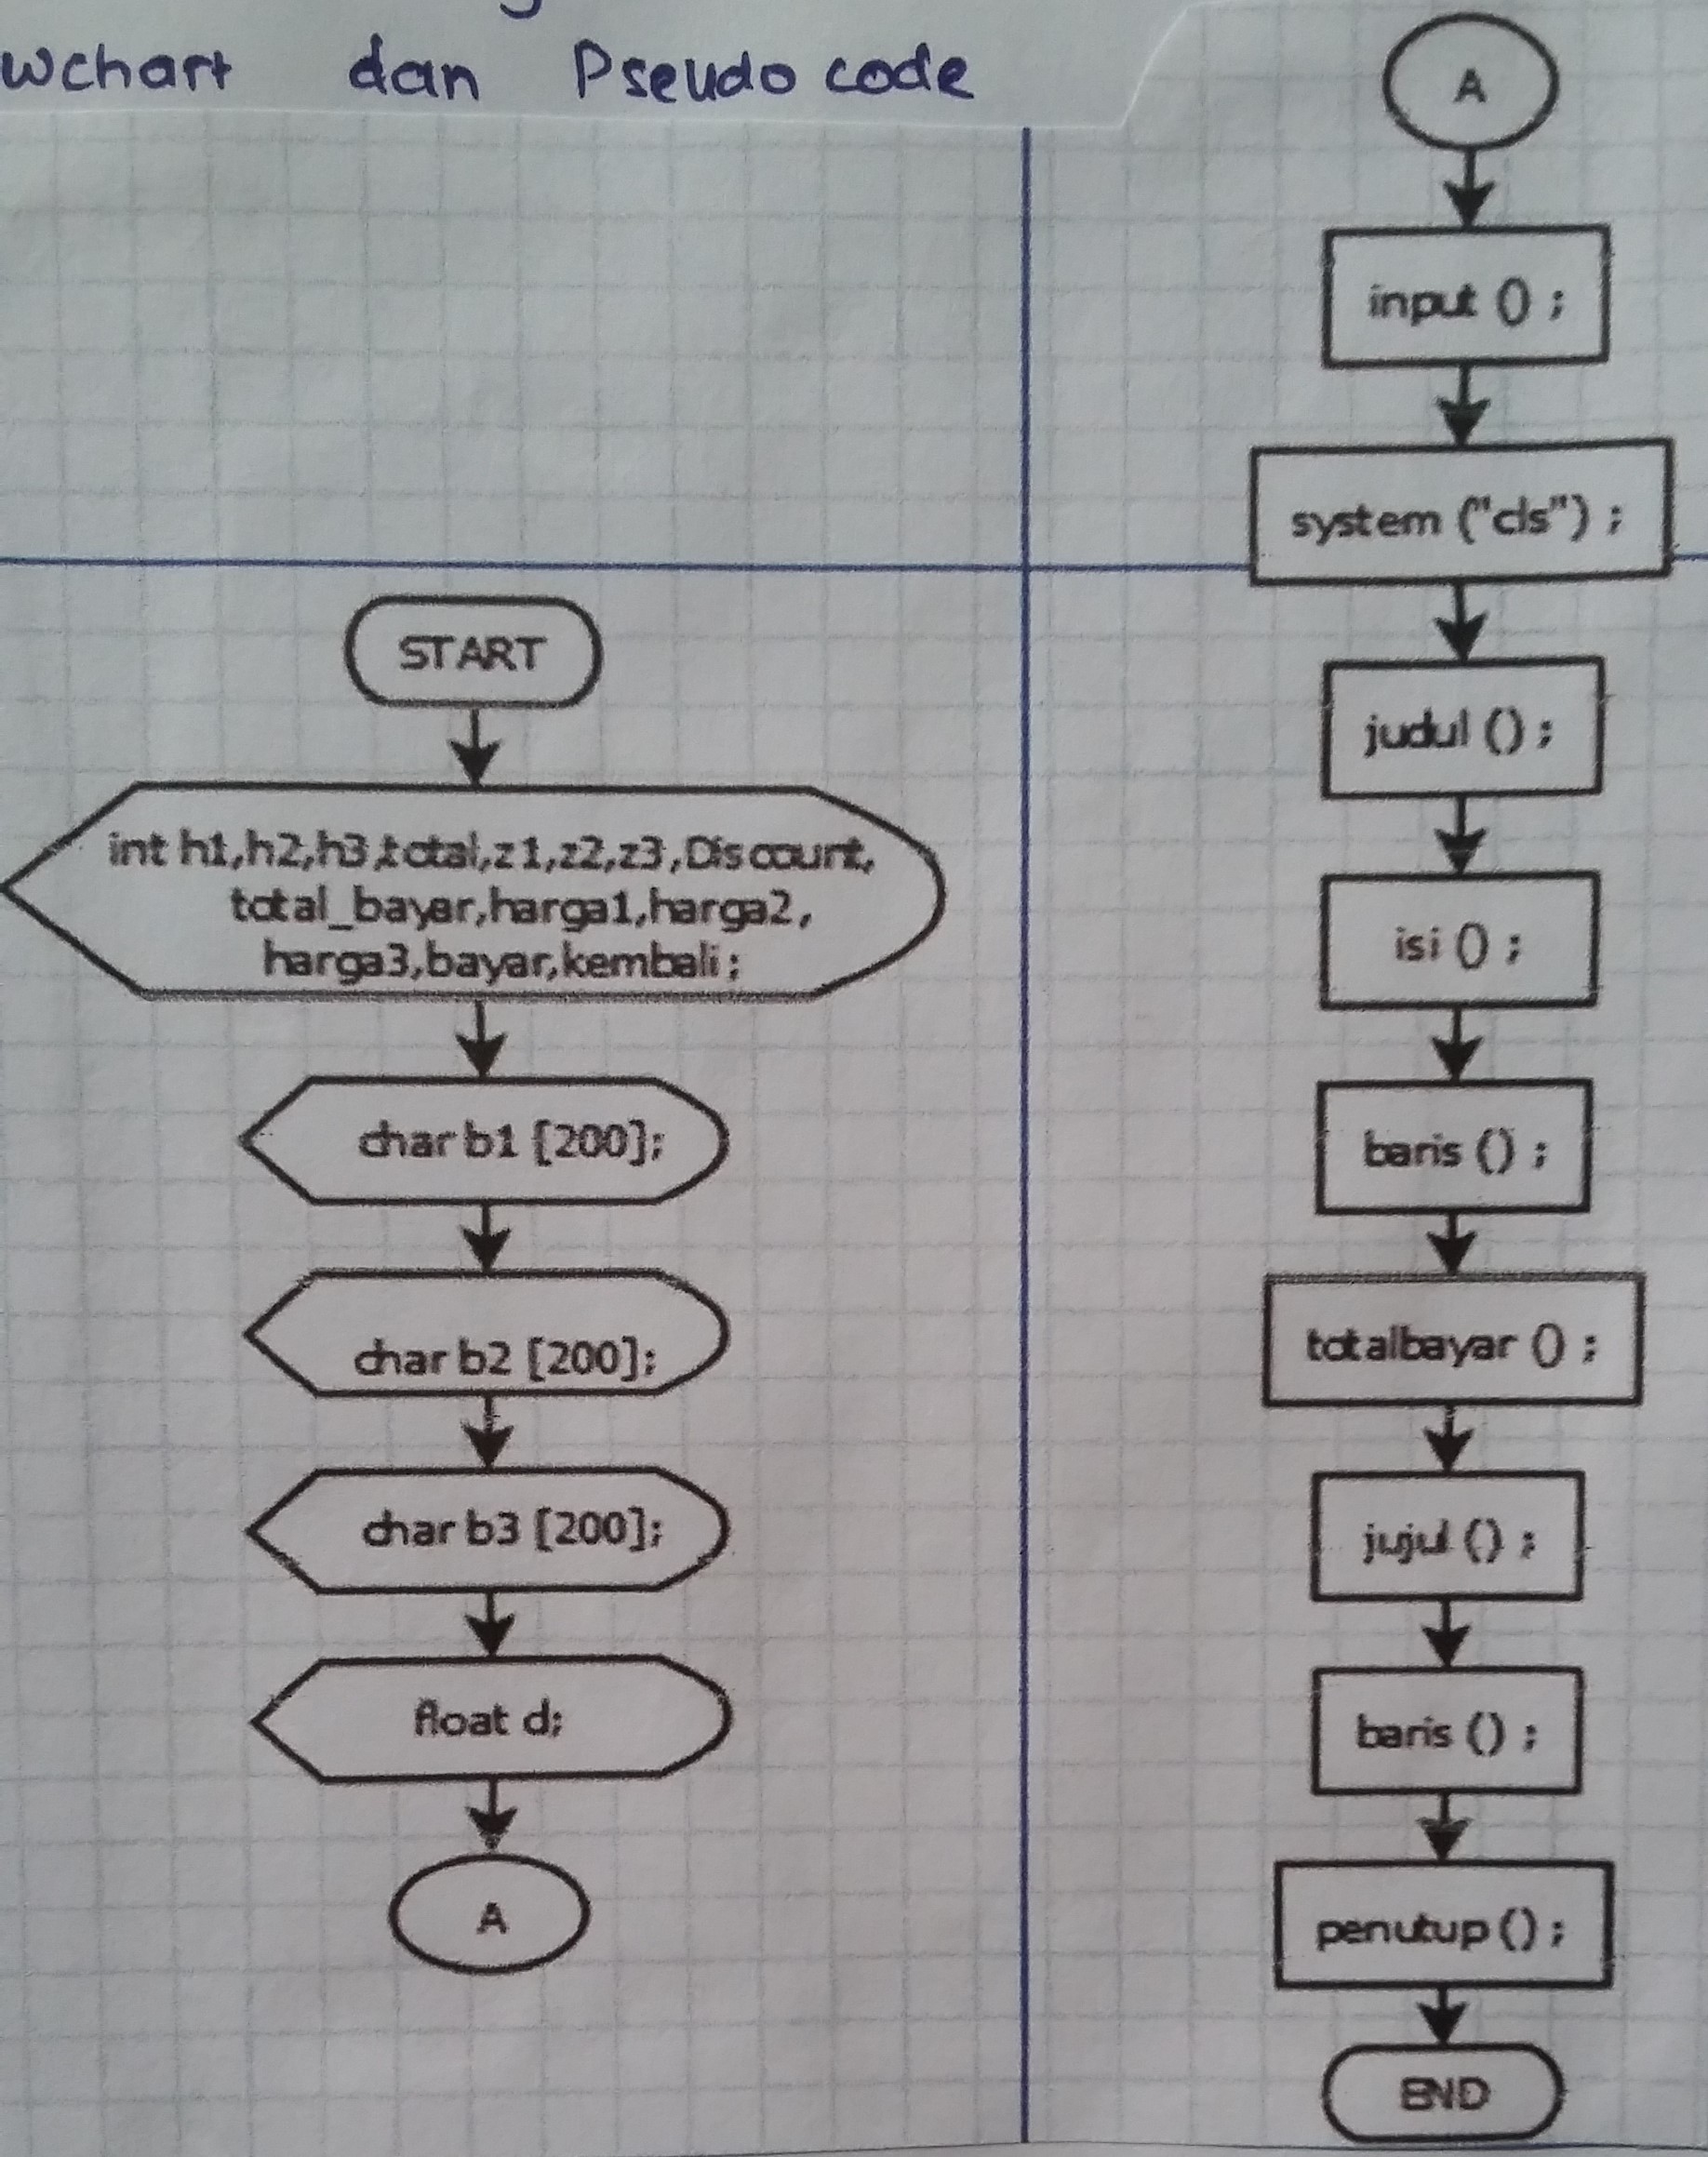 wchart dan Pseudo code
START
int h1,h2,h3,total,z1,z2,z3,Discount,
total_bayar,harga1,harga2,
harga3,bayar,kembali;
char b1 [200];
char b2 [200];
char b3 [200];
float d;
A
A
input () ;
system ("cls") ;
judul () ;
isi () ;
baris () ;
totalbayar () ;
jujul () ;
baris () ;
penutup () ;
END